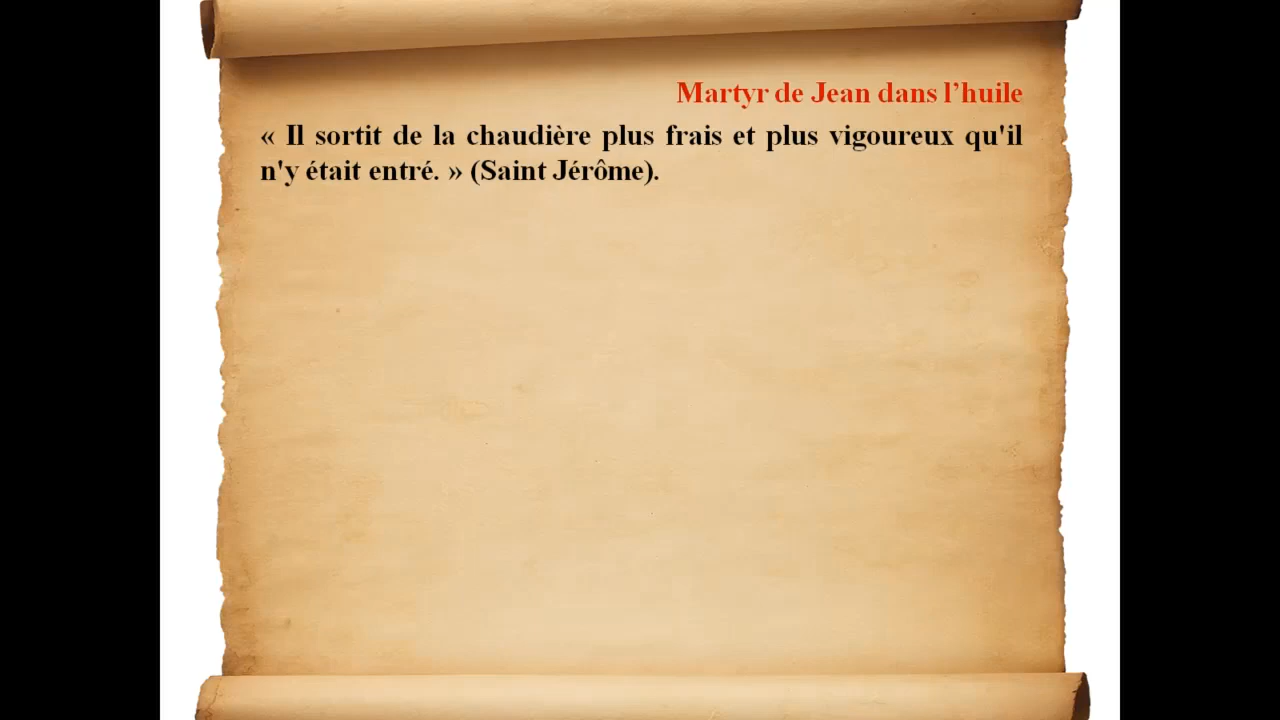 Martyr de Jean dans l’huile
« Il sortit de la chaudière plus frais et plus vigoureux qu'il
n'y était entré. » (Saint Jérôme).